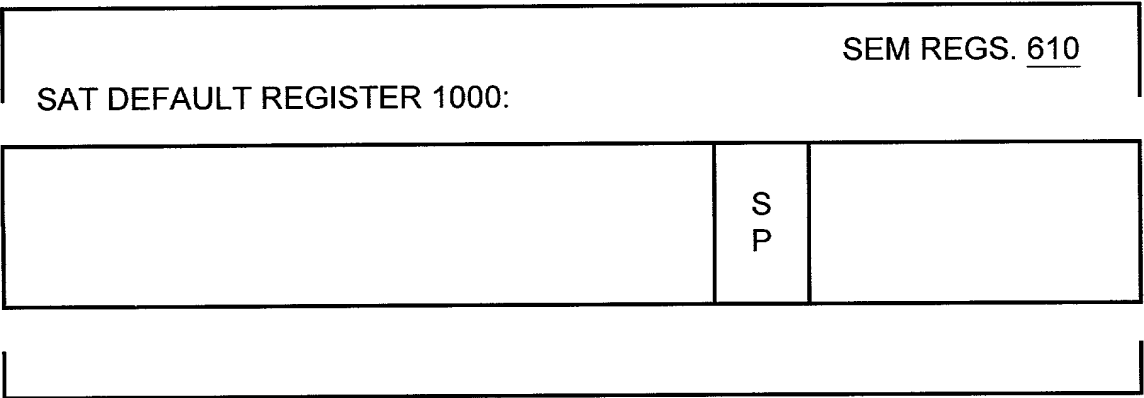 SEM REGS. 610
SAT DEFAULT REGISTER 1000:
S
P